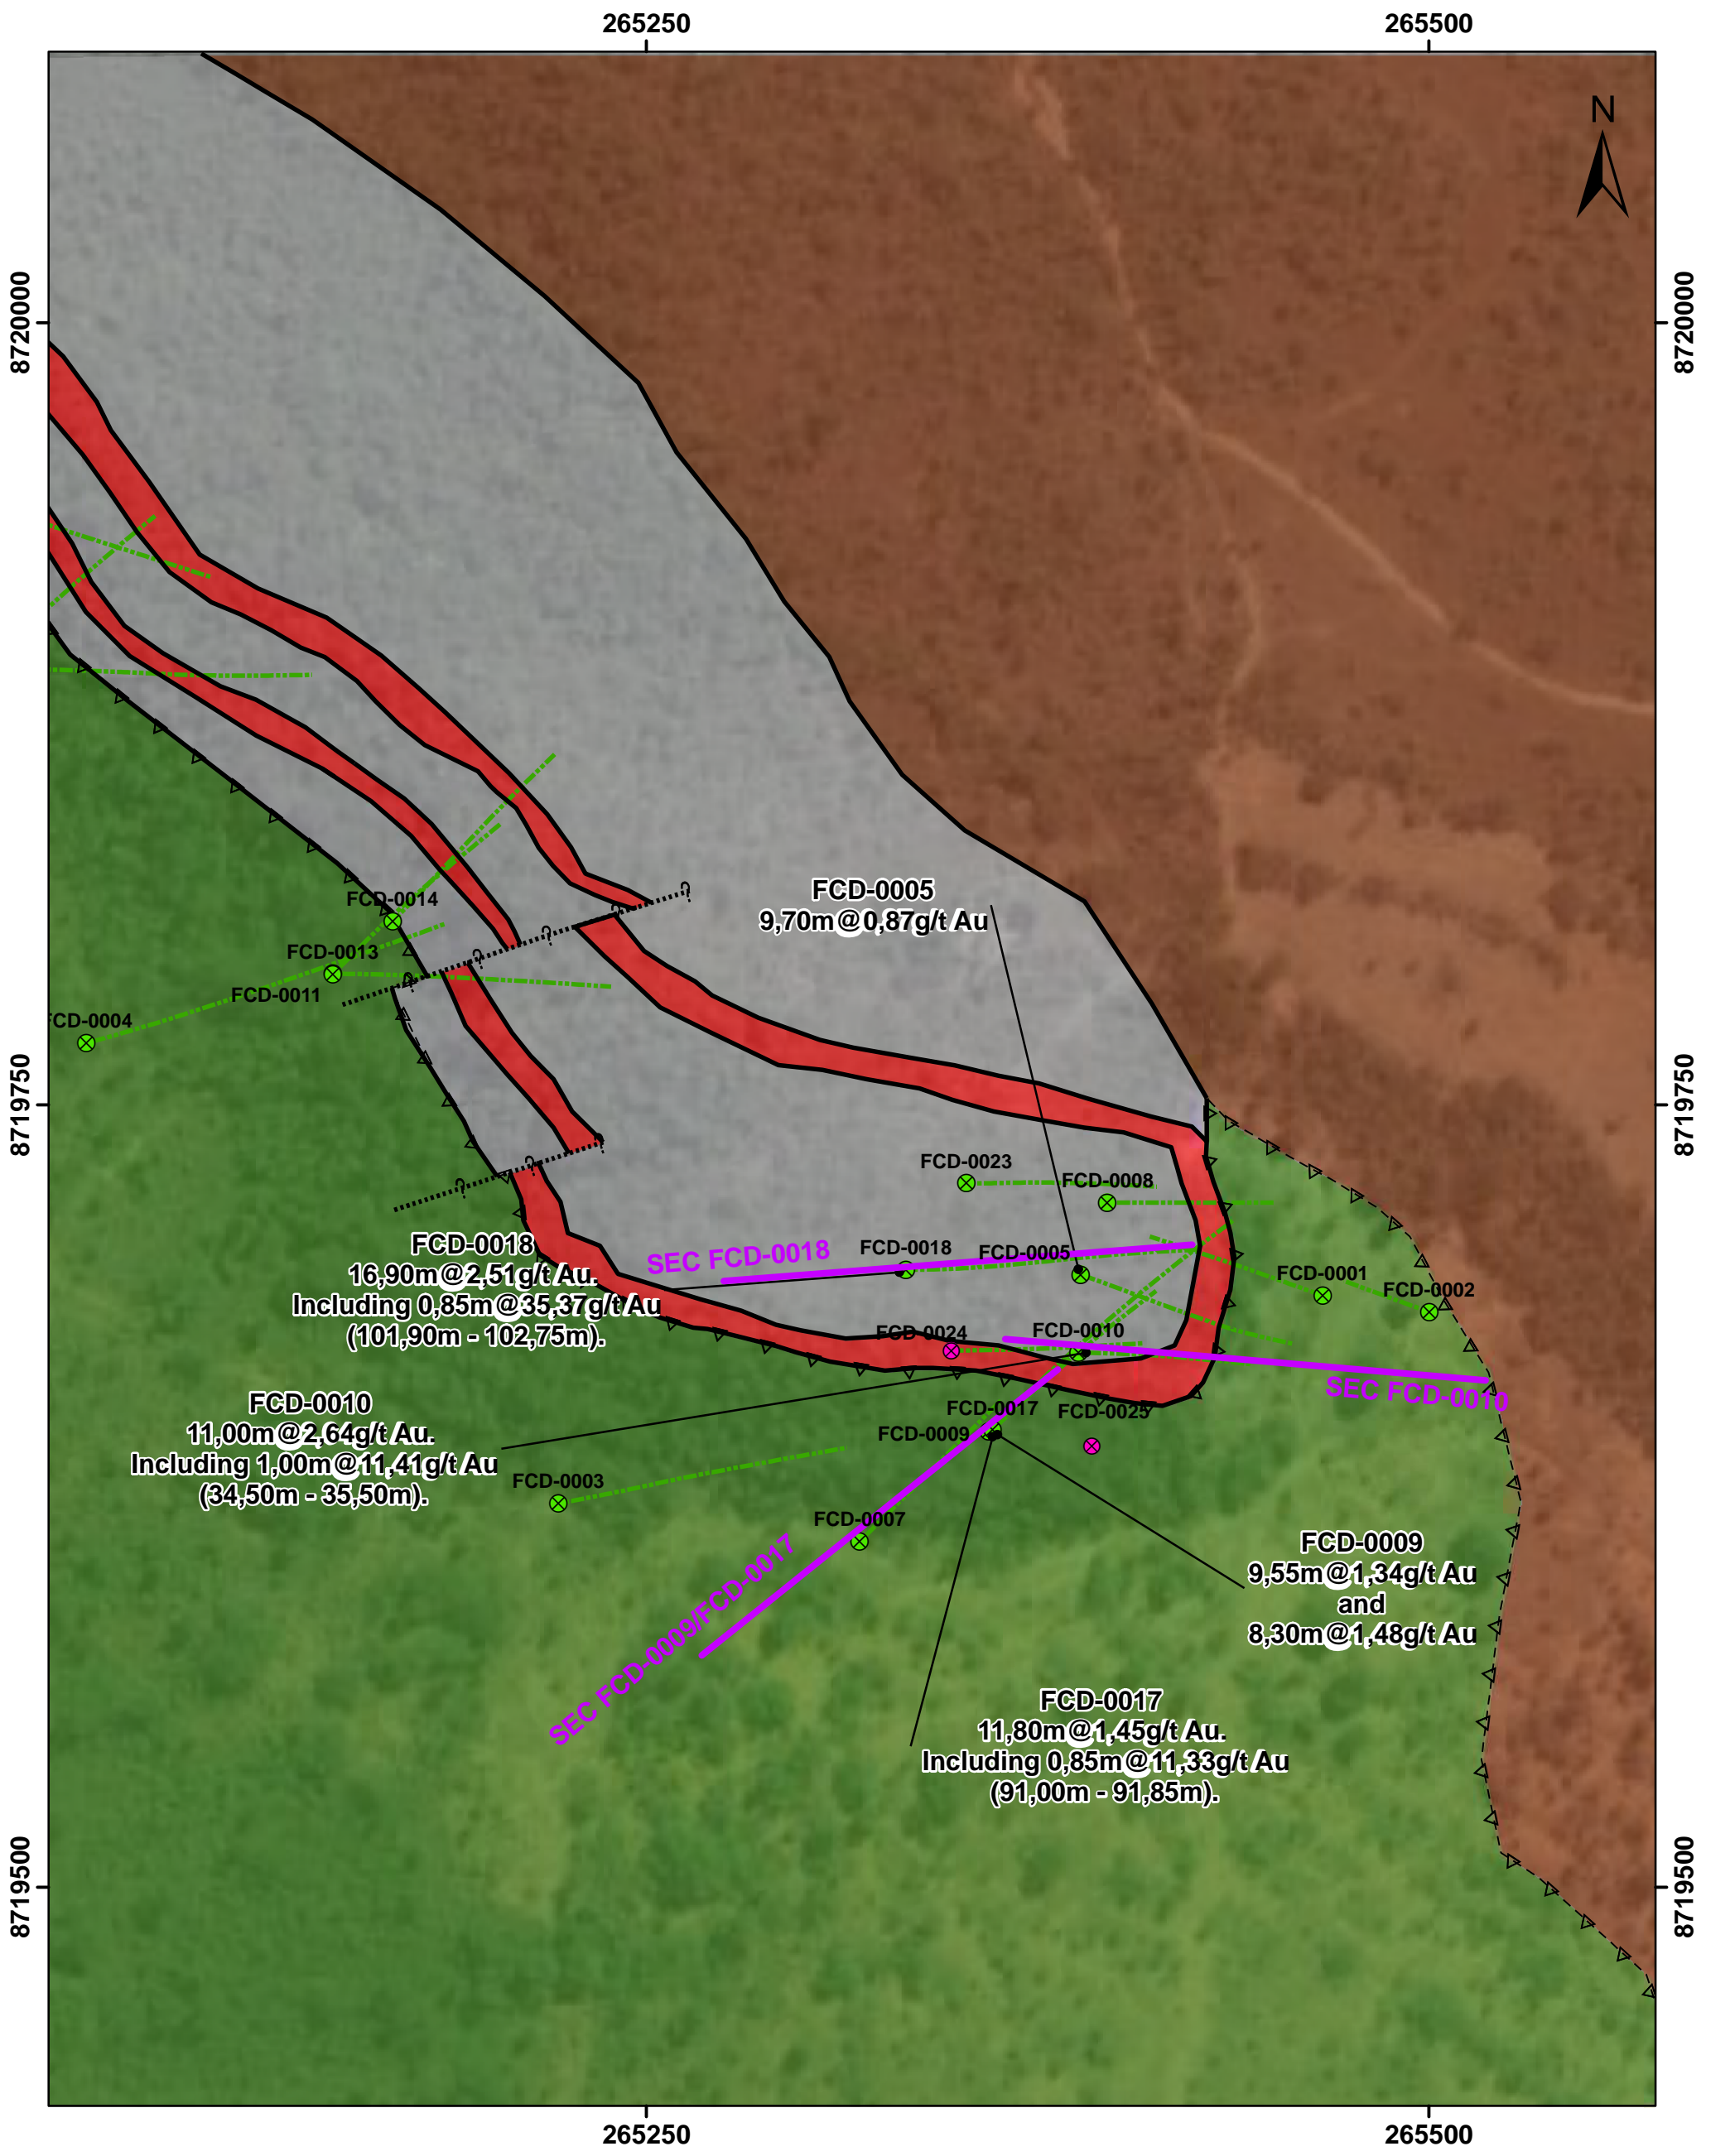 265250
265500
N
8720000
8720000
FCD-0005
9,70m@0,87g/t Au
FCD-0014
FCD-0013
FCD-0011
FCD-0004
8719750
8719750
FCD-0023
FCD-0008
FCD-0018
16,90m@2,51g/t Au.
Including 0,85m@35,37g/t Au
(101,90m - 102,75m).
SEC FCD-0018
FCD-0018
FCD-0005
FCD-0001
FCD-0002
FCD-0024
FCD-0010
SEC FCD-0010
FCD-0010
11,00m@2,64g/t Au.
Including 1,00m@11,41g/t Au
(34,50m - 35,50m).
FCD-0017
FCD-0025
FCD-0009
FCD-0003
FCD-0007
SEC FCD-0009/FCD-0017
FCD-0009
9,55m@1,34g/t Au
and
8,30m@1,48g/t Au
FCD-0017
11,80m@1,45g/t Au.
Including 0,85m@11,33g/t Au
(91,00m - 91,85m).
8719500
8719500
265250
265500